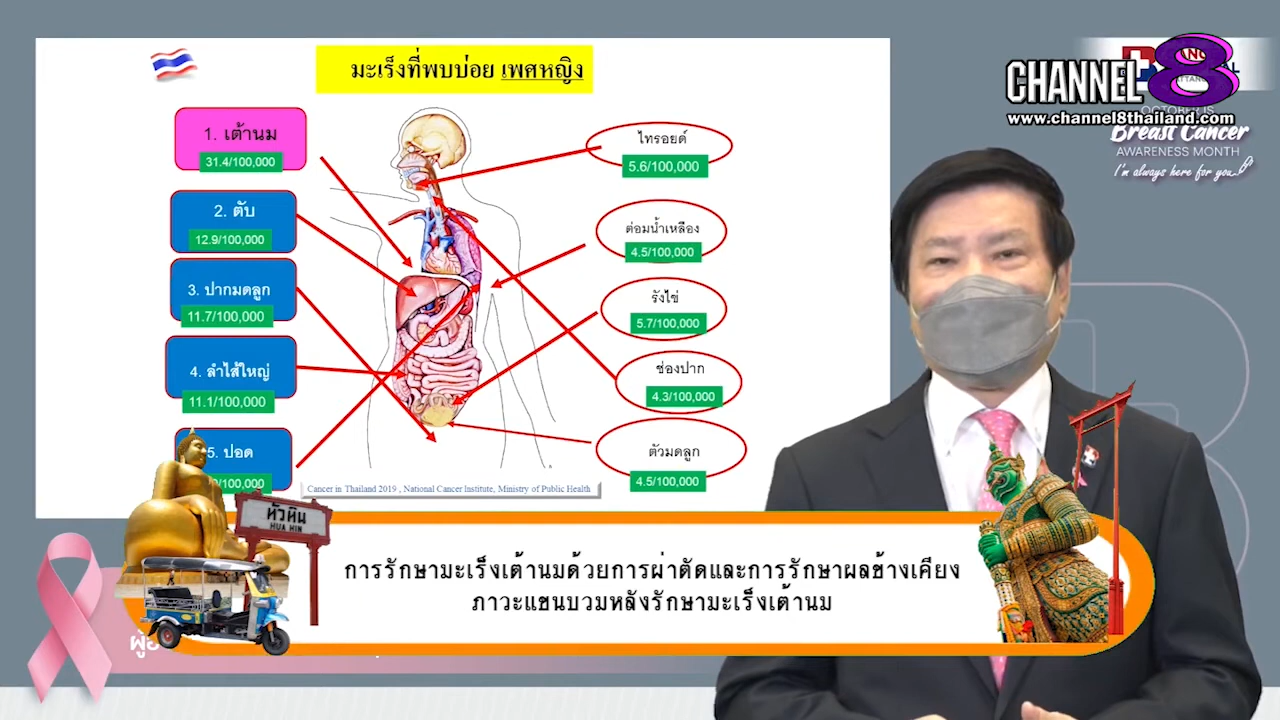 มะเร็งที่พบบ่อย เพศหญิง
1. เต้านม
31.4/100,000
2. ตับ
12.9/100,000
3. ปากมดลูก
11.7/100,000
4. ลำไส้ใหญ่
11.1/100,000
5. ปอด
/100,000
ไทรอยด์
5.6/100,000
ต่อมน้ำเหลือง
4.5/100,000
รังไข่
5.7/100,000
ช่องปาก
4.3/100,000
ตัวมดลูก
4.5/100,000
Cancer in Thailand 2019 , National Cancer Institute, Ministry of Public Health
CHANNEL 8
www.channel8thailand.com
OCTOBER IS
Breast Cancer
AWARENESS MONTH
I'm always here for you
หัวหิน
HUA HIN
การรักษามะเร็งเต้านมด้วยการผ่าตัดและการรักษาผลข้างเคียง
ภาวะแขนบวมหลังรักษามะเร็งเต้านม